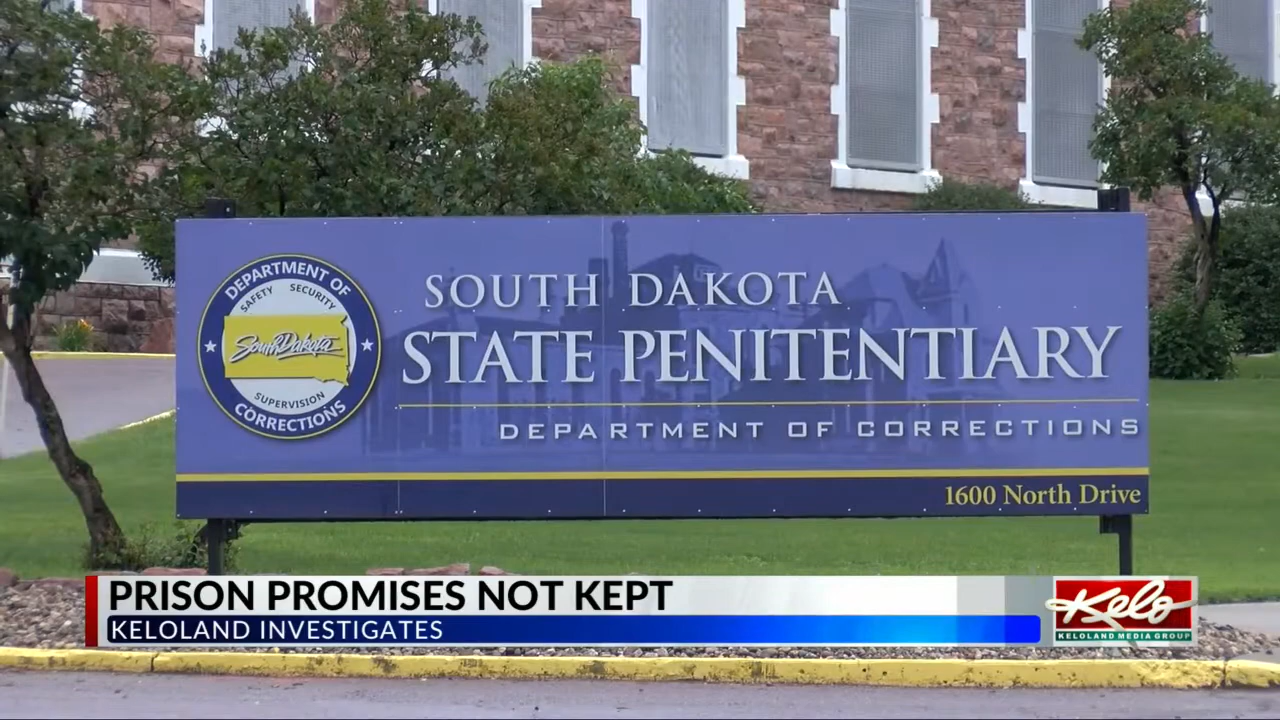 DEPARTMENT OF
SAFETY SECURITY
South Dakota
SUPERVISION
CORRECTIONS
SOUTH DAKOTA
STATE PENITENTIARY
DEPARTMENT OF CORRECTIONS
1600 North Drive
PRISON PROMISES NOT KEPT
KELOLAND INVESTIGATES
Kelo
KELOLAND MEDIA GROUP